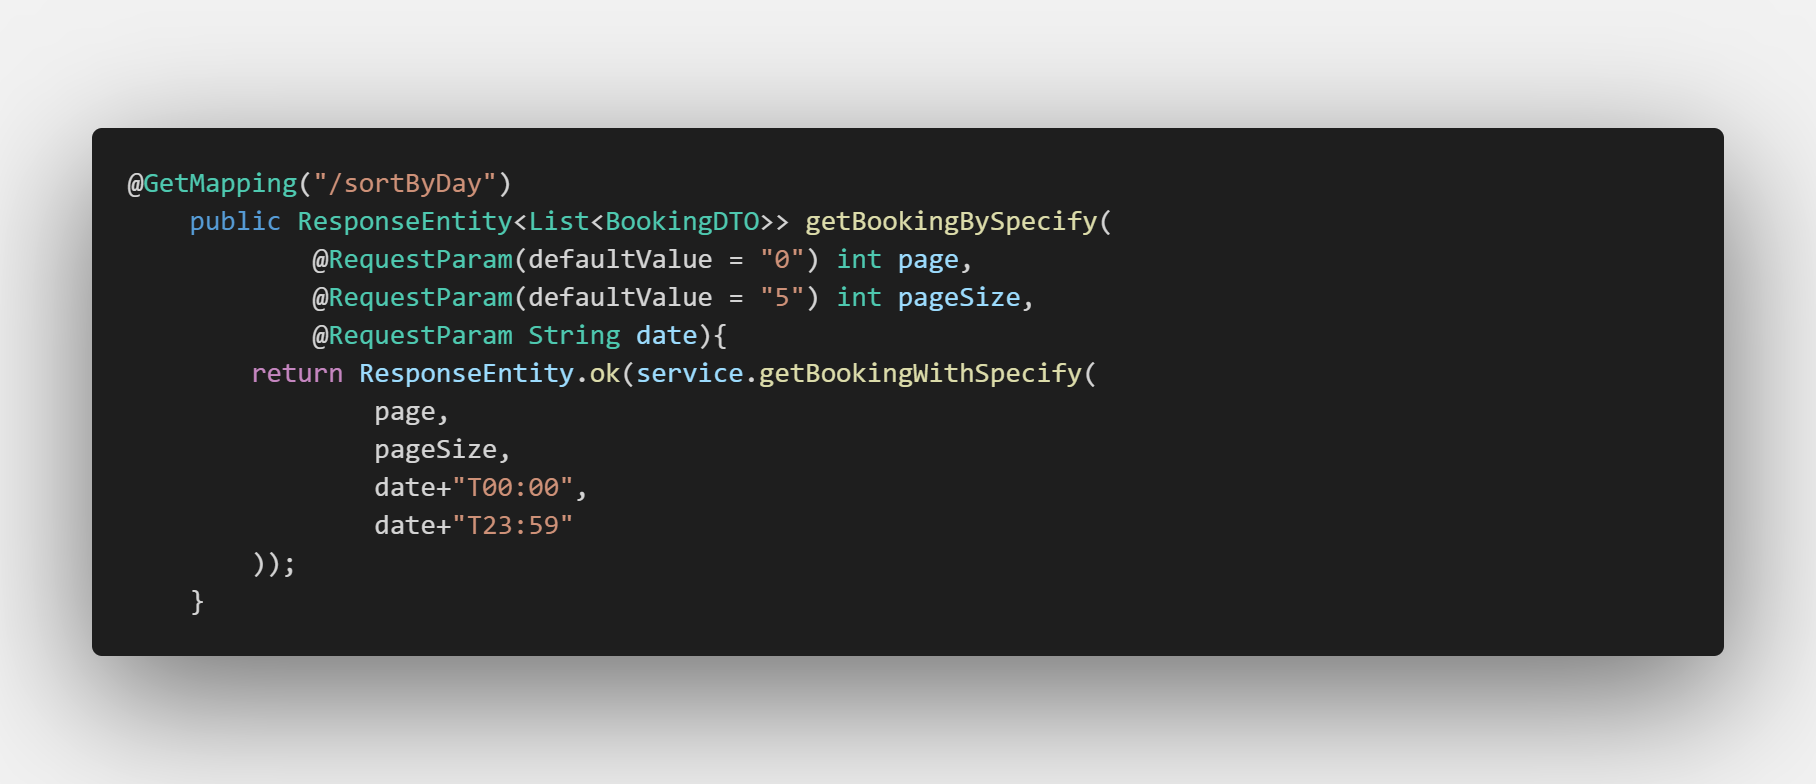 @GetMapping("/sortByDay")
    public ResponseEntity<List<BookingDTO>> getBookingBySpecify(
            @RequestParam(defaultValue = "0") int page,
            @RequestParam(defaultValue = "5") int pageSize,
            @RequestParam String date){
        return ResponseEntity.ok(service.getBookingWithSpecify(
                page,
                pageSize,
                date+"T00:00",
                date+"T23:59"
        ));
    }